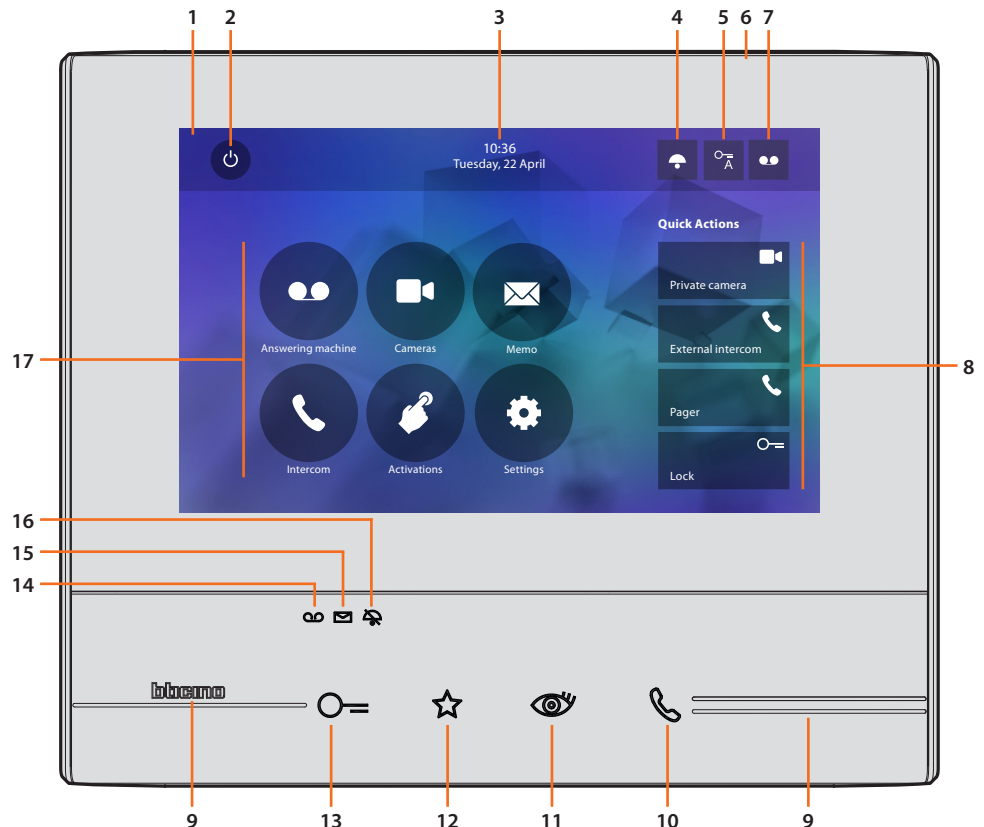 1 2 3 4 5 6 7
10:36
Tuesday, 22 April
A
Quick Actions
Private camera
External intercom
Pager
Lock
Answering machine
Cameras
Memo
Intercom
Activations
Settings
17
8
16
15
14
bticino
9 13 12 11 10 9